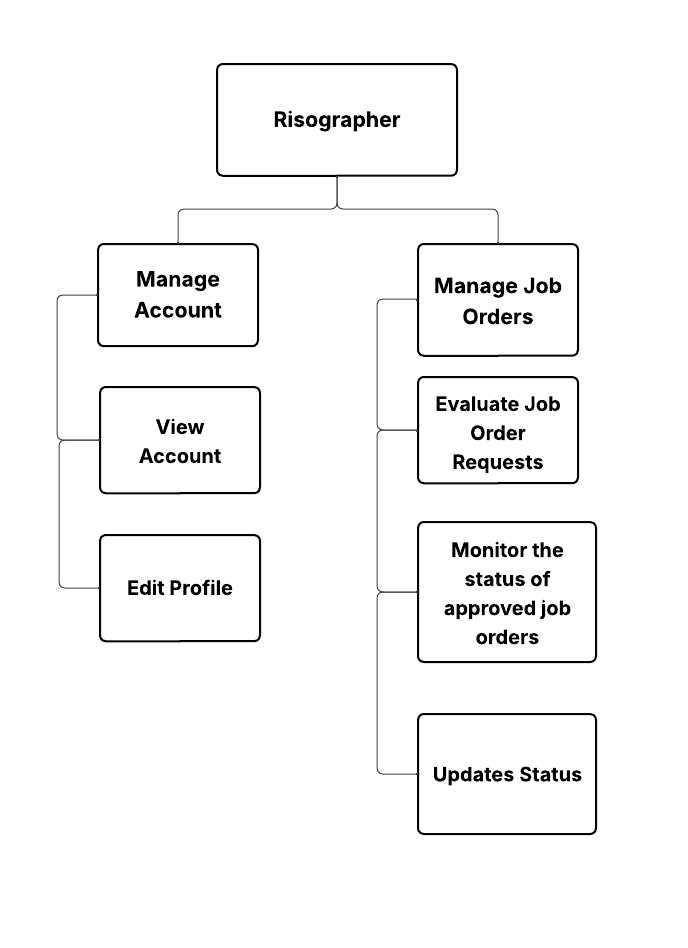 Risographer
Manage
Account
View
Account
Edit Profile
Manage Job
Orders
Evaluate Job
Order
Requests
Monitor the
status of
approved job
orders
Updates Status